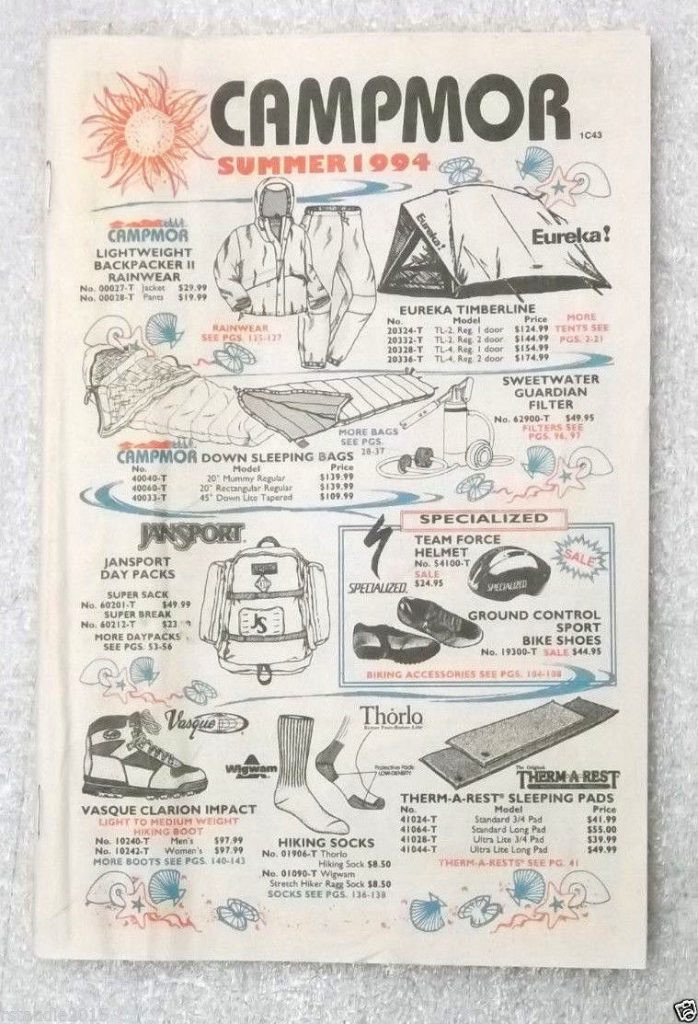 CAMPMOR
1C43
SUMMER 1994
CAMPMOR
LIGHTWEIGHT
BACKPACKER II
RAINWEAR
No. 00027-T Jacket $29.99
No. 00028-T Pants $19.99
RAINWEAR
SEE PGS. 125-127
Eureka!
Eureka!
EUREKA TIMBERLINE
No. Model Price
20324-T TL-2, Reg. 1 door $124.99
20332-T TL-2, Reg. 2 door $144.99
20328-T TL-4, Reg. 1 door $154.99
20336-T TL-4, Reg. 2 door $174.99
MORE
TENTS SEE
PGS. 2-21
SWEETWATER
GUARDIAN
FILTER
No. 62900-T $49.95
FILTERS SEE
PGS. 96, 97
MORE BAGS
SEE PGS.
28-37
CAMPMOR DOWN SLEEPING BAGS
No. Model Price
40040-T 20° Mummy Regular $139.99
40060-T 20° Rectangular Regular $139.99
40033-T 45° Down Lite Tapered $109.99
JANSPORT
JANSPORT
DAY PACKS
SUPER SACK
No. 60201-T $49.99
SUPER BREAK
No. 60212-T $23
MORE DAYPACKS
SEE PGS. 53-56
JS
SPECIALIZED
SPECIALIZED
TEAM FORCE
HELMET
No. 54100-T
SALE
$24.95
SPECIALIZED
SALE
GROUND CONTROL
SPORT
BIKE SHOES
No. 19300-T SALE $44.95
BIKING ACCESSORIES SEE PGS. 104-108
Vasque
VASQUE CLARION IMPACT
LIGHT TO MEDIUM WEIGHT
HIKING BOOT
No. 10240-T Men's $97.99
No. 10242-T Women's $97.99
MORE BOOTS SEE PGS. 140-143
Wigwam
Thorlo
Protective Pads
LOW-DENSITY
HIKING SOCKS
No. 01906-T Thorlo
Hiking Sock $8.50
No. 01090-T Wigwam
Stretch Hiker Ragg Sock $8.50
SOCKS SEE PGS. 136-138
The Original
THERM-A-REST
THERM-A-REST® SLEEPING PADS
No. Model Price
41024-T Standard 3/4 Pad $41.99
41064-T Standard Long Pad $55.00
41028-T Ultra Lite 3/4 Pad $39.99
41044-T Ultra Lite Long Pad $49.99
THERM-A-RESTS® SEE PG. 41
rsteadle2015